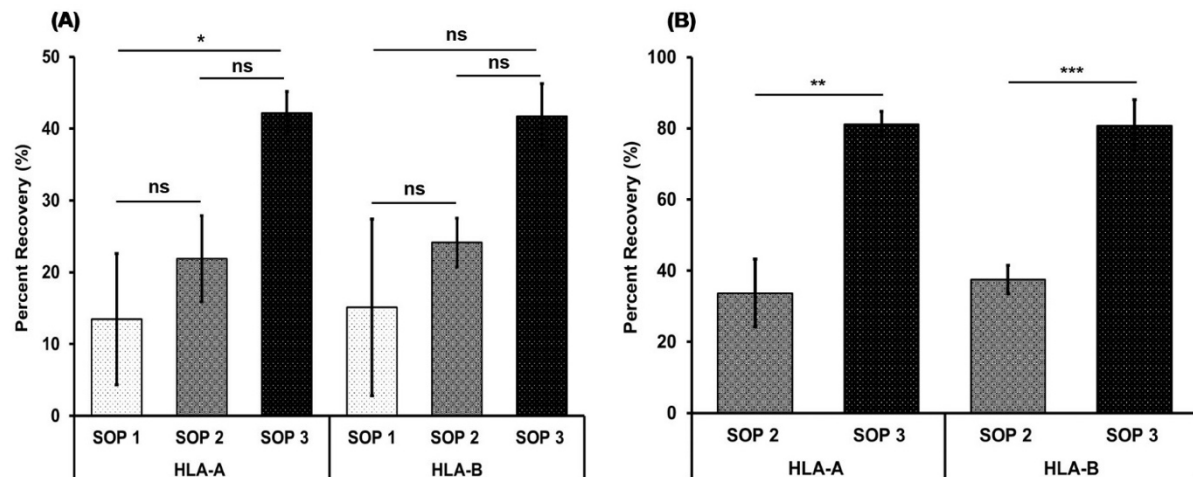 (A)
Percent Recovery (%)
50
40
30
20
10
0
*
ns
ns
ns
ns
ns
SOP 1 SOP 2 SOP 3 SOP 1 SOP 2 SOP 3
HLA-A HLA-B
(B)
Percent Recovery (%)
100
80
60
40
20
0
**
***
SOP 2 SOP 3 SOP 2 SOP 3
HLA-A HLA-B